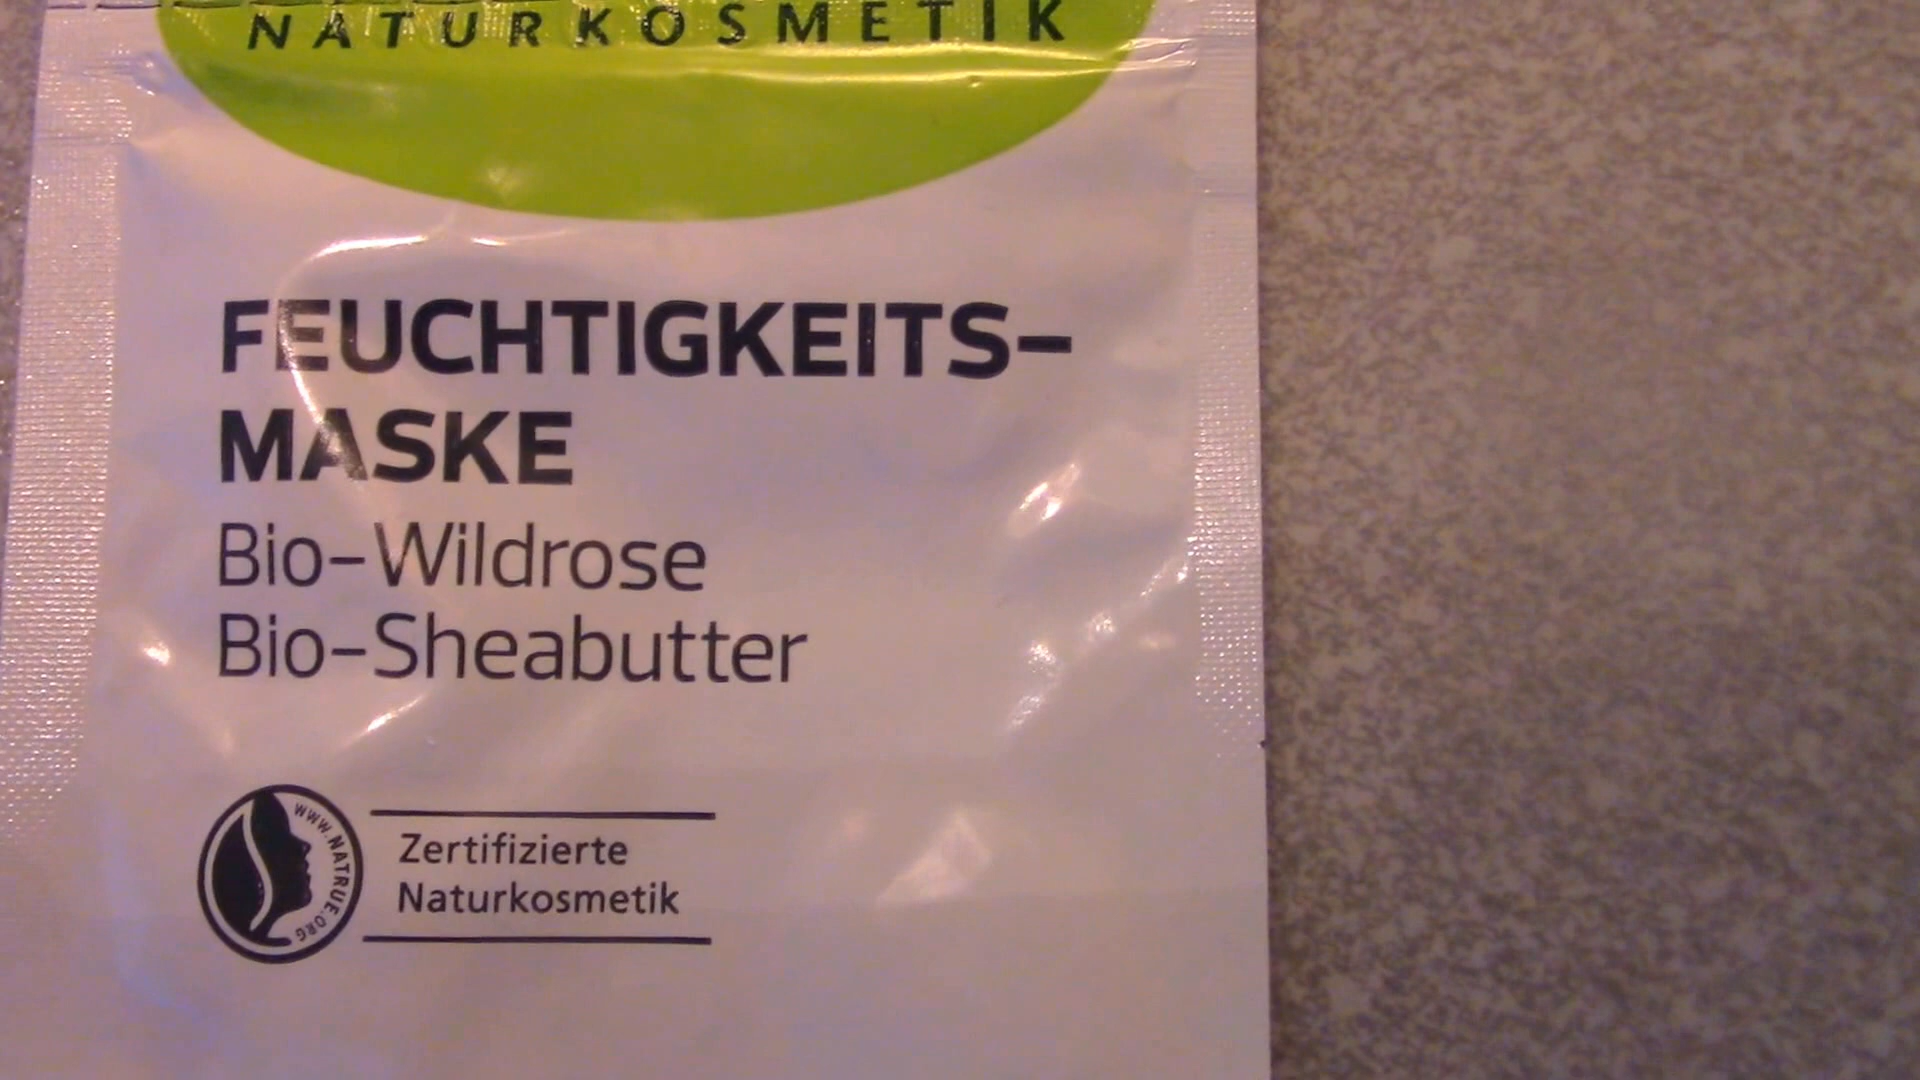 NATURKOSMETIK
FEUCHTIGKEITS-
MASKE
Bio-Wildrose
Bio-Sheabutter
WWW.NATRUE.ORG
Zertifizierte
Naturkosmetik